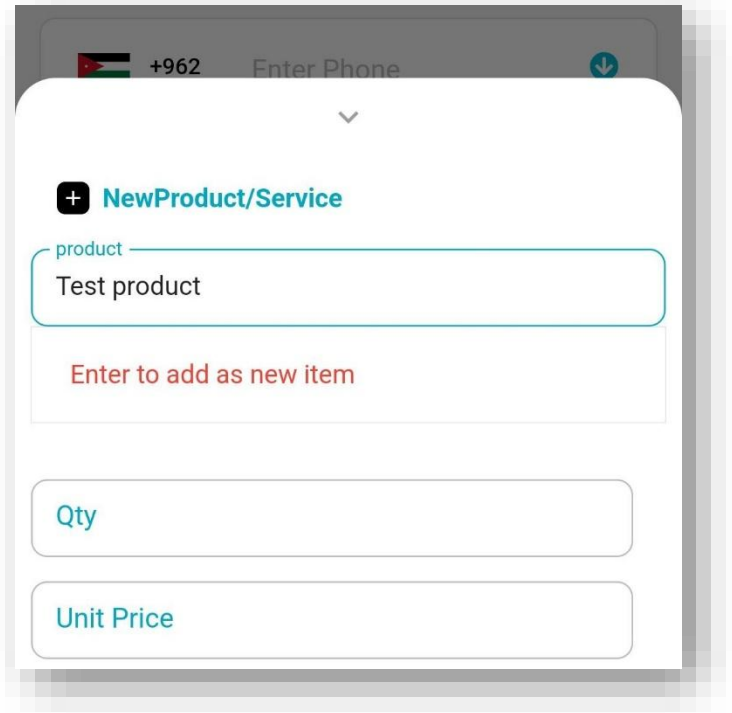 +962 Enter Phone
NewProduct/Service
product
Test product
Enter to add as new item
Qty
Unit Price